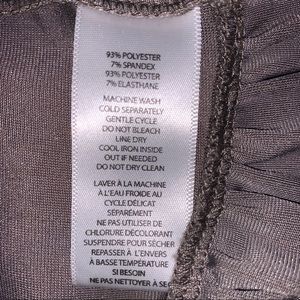 93% POLYESTER
7% SPANDEX
93% POLYESTER
7% ELASTHANE
MACHINE WASH
COLD SEPARATELY
GENTLE CYCLE
DO NOT BLEACH
LINE DRY
COOL IRON INSIDE
OUT IF NEEDED
DO NOT DRY CLEAN
LAVER À LA MACHINE
À L'EAU FROIDE AU
CYCLE DÉLICAT
SÉPARÉMENT
NE PAS UTILISER DE
CHLORURE DÉCOLORANT
SUSPENDRE POUR SÉCHER
REPASSER À L'ENVERS
À BASSE TEMPÉRATURE
SI BESOIN
NE PAS NETTOYER À SEC